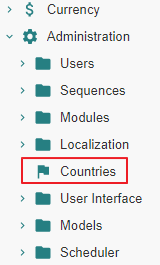 Currency
Administration
Users
Sequences
Modules
Localization
Countries
User Interface
Models
Scheduler